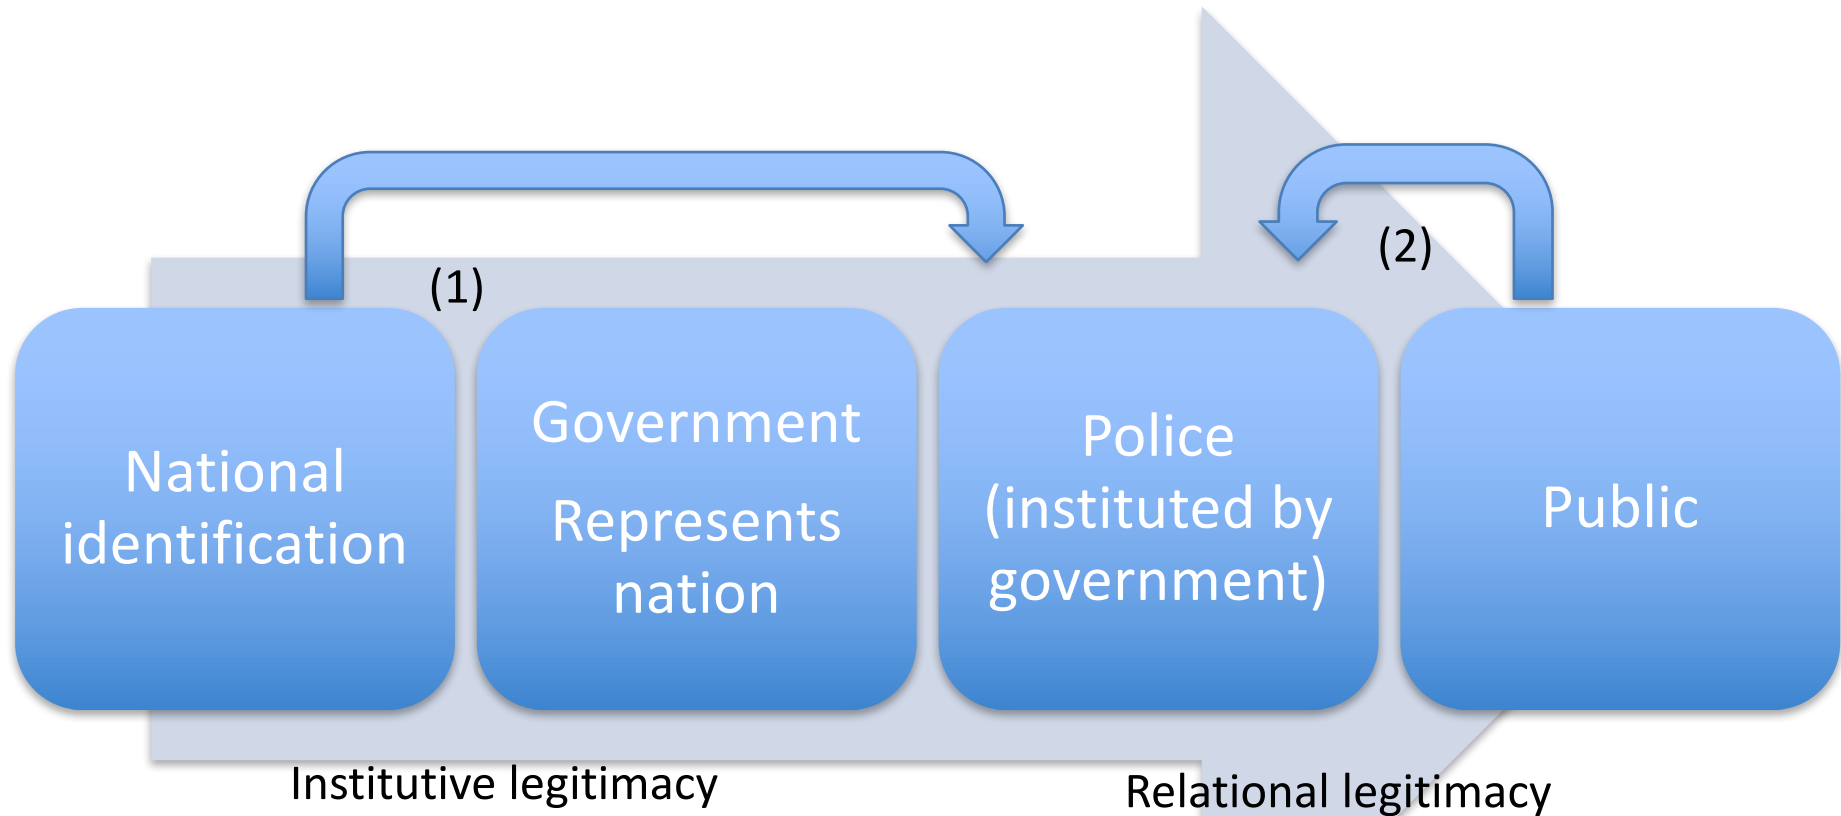 (1)
(2)
National
identification
Government
Represents
nation
Police
(instituted by
government)
Public
Institutive legitimacy
Relational legitimacy